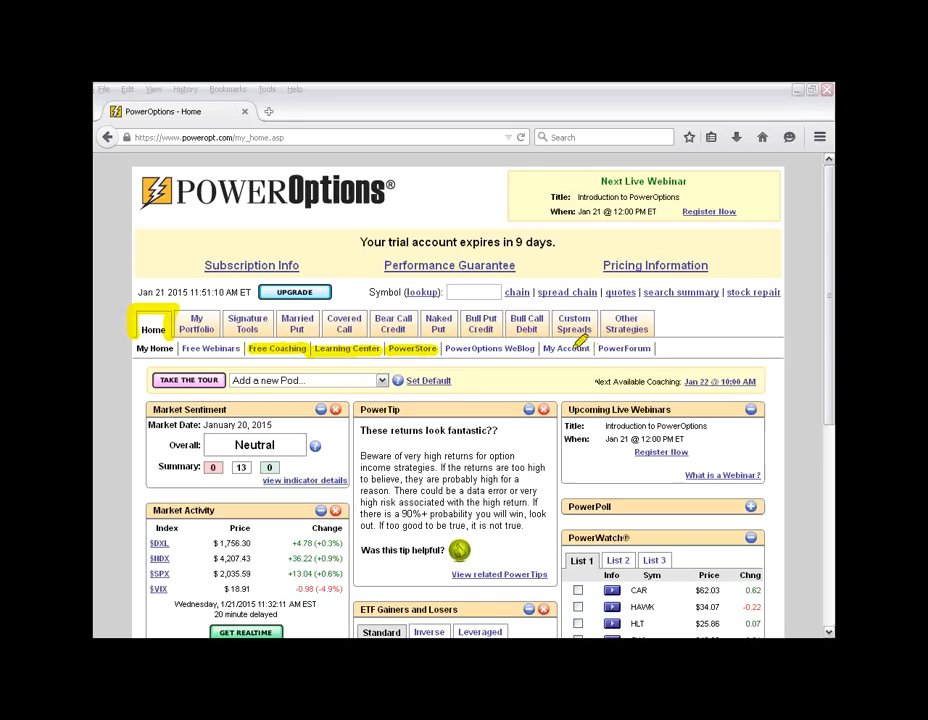 File Edit View History Bookmarks Tools Help
PowerOptions - Home
https://www.poweropt.com/my_home.asp
Search
POWEROptions®
Next Live Webinar
Title: Introduction to PowerOptions
When: Jan 21 @ 12:00 PM ET Register Now
Your trial account expires in 9 days.
Subscription Info Performance Guarantee Pricing Information
Jan 21 2015 11:51:10 AM ET UPGRADE Symbol (lookup): chain | spread chain | quotes | search summary | stock repair
Home My Portfolio Signature Tools Married Put Covered Call Bear Call Credit Naked Put Bull Put Credit Bull Call Debit Custom Spreads Other Strategies
My Home Free Webinars Free Coaching Learning Center PowerStore PowerOptions WeBlog My Account PowerForum
TAKE THE TOUR Add a new Pod... Set Default Next Available Coaching: Jan 22 @ 10:00 AM
Market Sentiment
Market Date: January 20, 2015
Overall: Neutral
Summary: 0 13 0
view indicator details
Market Activity
Index Price Change
$DXL $ 1,756.30 +4.78 (+0.3%)
$NDX $ 4,207.43 +36.22 (+0.9%)
$SPX $ 2,035.59 +13.04 (+0.6%)
$VIX $ 18.91 -0.98 (-4.9%)
Wednesday, 1/21/2015 11:32:11 AM EST
20 minute delayed
GET REALTIME
PowerTip
These returns look fantastic??
Beware of very high returns for option
income strategies. If the returns are too high
to believe, they are probably high for a
reason. There could be a data error or very
high risk associated with the high return. If
there is a 90%+ probability you will win, look
out. If too good to be true, it is not true.
Was this tip helpful?
View related PowerTips
ETF Gainers and Losers
Standard Inverse Leveraged
Upcoming Live Webinars
Title: Introduction to PowerOptions
When: Jan 21 @ 12:00 PM ET
Register Now
What is a Webinar?
PowerPoll
PowerWatch®
List 1 List 2 List 3
Info Sym Price Chng
CAR $62.03 0.62
HAWK $34.07 -0.22
HLT $25.86 0.07